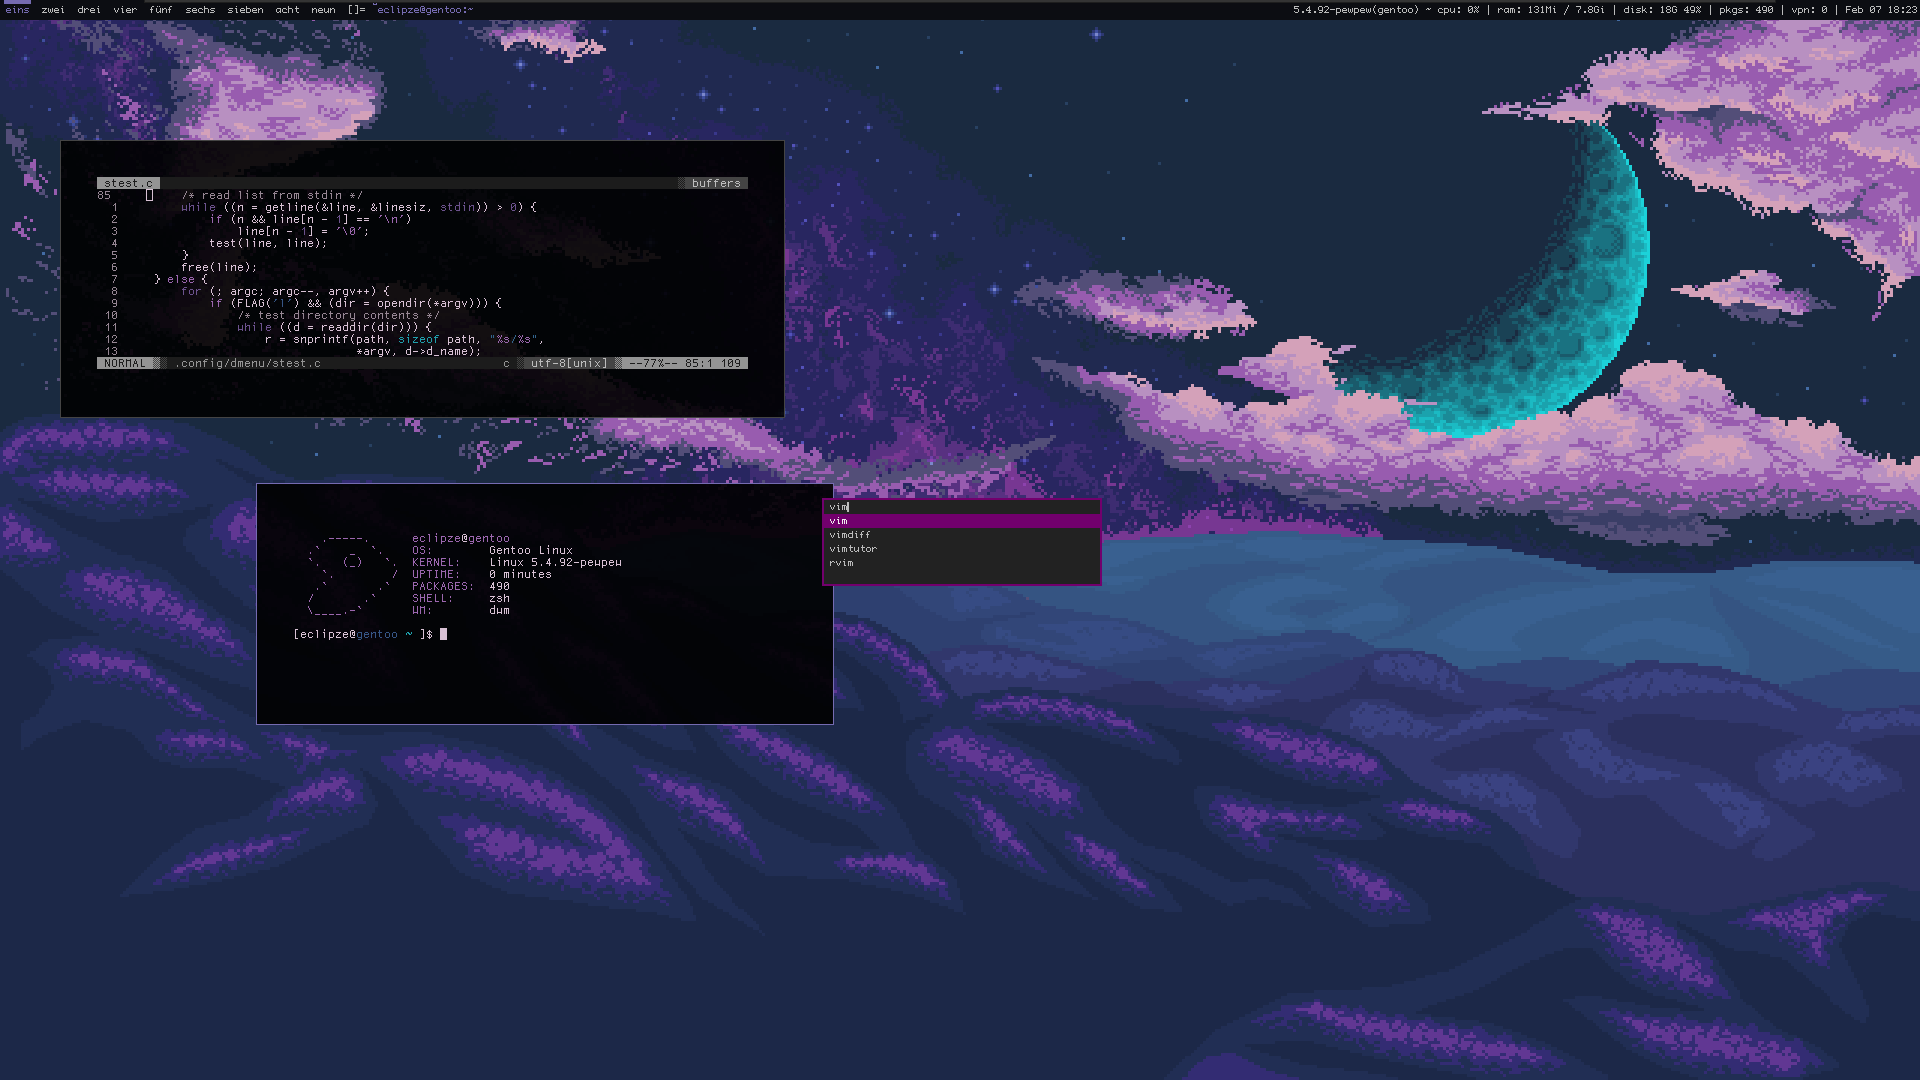 eins zwei drei vier fünf sechs sieben acht neun []= ~eclipze@gentoo:~
5.4.92-pewpew(gentoo) ~ cpu: 0% | ram: 131Mi / 7.8Gi | disk: 18G 49% | pkgs: 490 | vpn: 0 | Feb 07 18:23
stest.c buffers
85 /* read list from stdin */
1 while ((n = getline(&line, &linesiz, stdin)) > 0) {
2 if (n && line[n - 1] == '\n')
3 line[n - 1] = '\0';
4 test(line, line);
5 }
6 free(line);
7 } else {
8 for (; argc; argc--, argv++) {
9 if (FLAG('l') && (dir = opendir(*argv))) {
10 /* test directory contents */
11 while ((d = readdir(dir))) {
12 r = snprintf(path, sizeof path, "%s/%s",
13 *argv, d->d_name);
NORMAL .config/dmenu/stest.c c utf-8[unix] --77%-- 85:1 109
eclipze@gentoo
OS: Gentoo Linux
KERNEL: Linux 5.4.92-pewpew
UPTIME: 0 minutes
PACKAGES: 490
SHELL: zsh
WM: dwm
[eclipze@gentoo ~ ]$
vim
vim
vimdiff
vimtutor
rvim